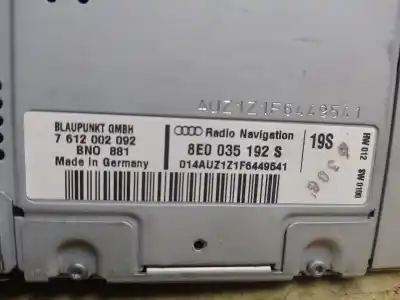 AUZ1Z1F6449541
BLAUPUNKT GMBH
7 612 002 092
BNO 881
Made in Germany
Radio Navigation
8E0 035 192 S
D14AUZ1Z1F6449541
19S
HW 012
SW 0100